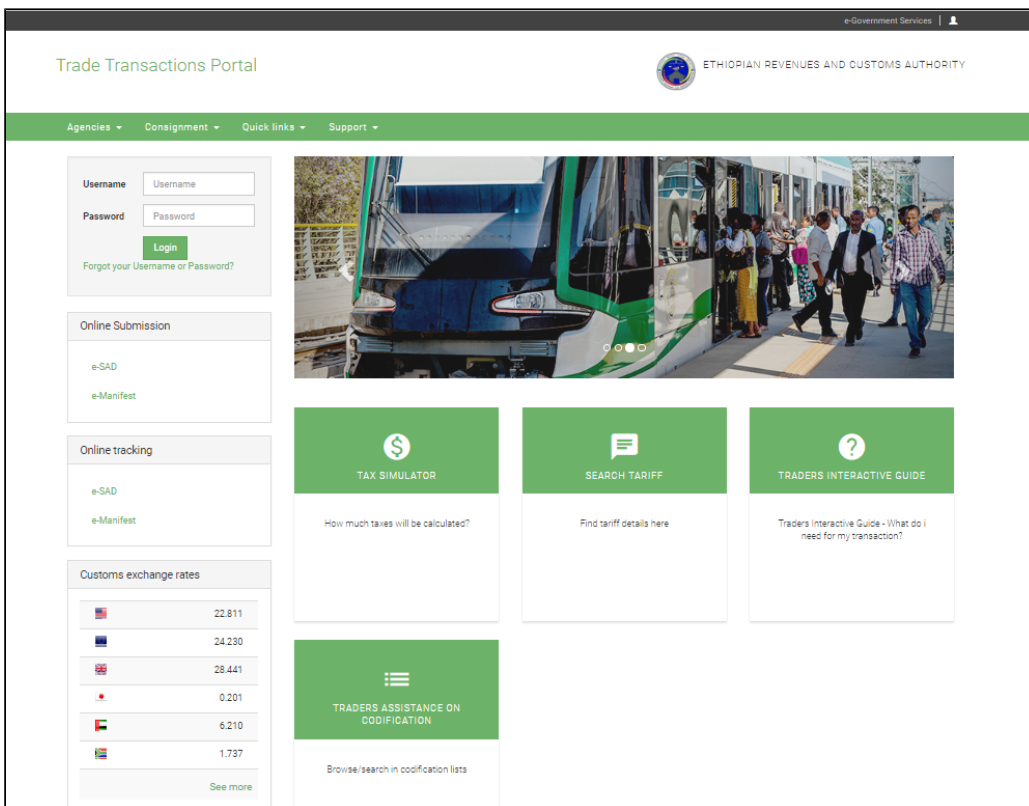 e-Government Services
Trade Transactions Portal
ETHIOPIAN REVENUES AND CUSTOMS AUTHORITY
Agencies Consignment Quick links Support
Username Username
Password Password
Login
Forgot your Username or Password?
Online Submission
e-SAD
e-Manifest
Online tracking
e-SAD
e-Manifest
Customs exchange rates
22.811
24.230
28.441
0.201
6.210
1.737
See more
TAX SIMULATOR
How much taxes will be calculated?
SEARCH TARIFF
Find tariff details here
TRADERS INTERACTIVE GUIDE
Traders Interactive Guide - What do i
need for my transaction?
TRADERS ASSISTANCE ON
CODIFICATION
Browse/search in codification lists